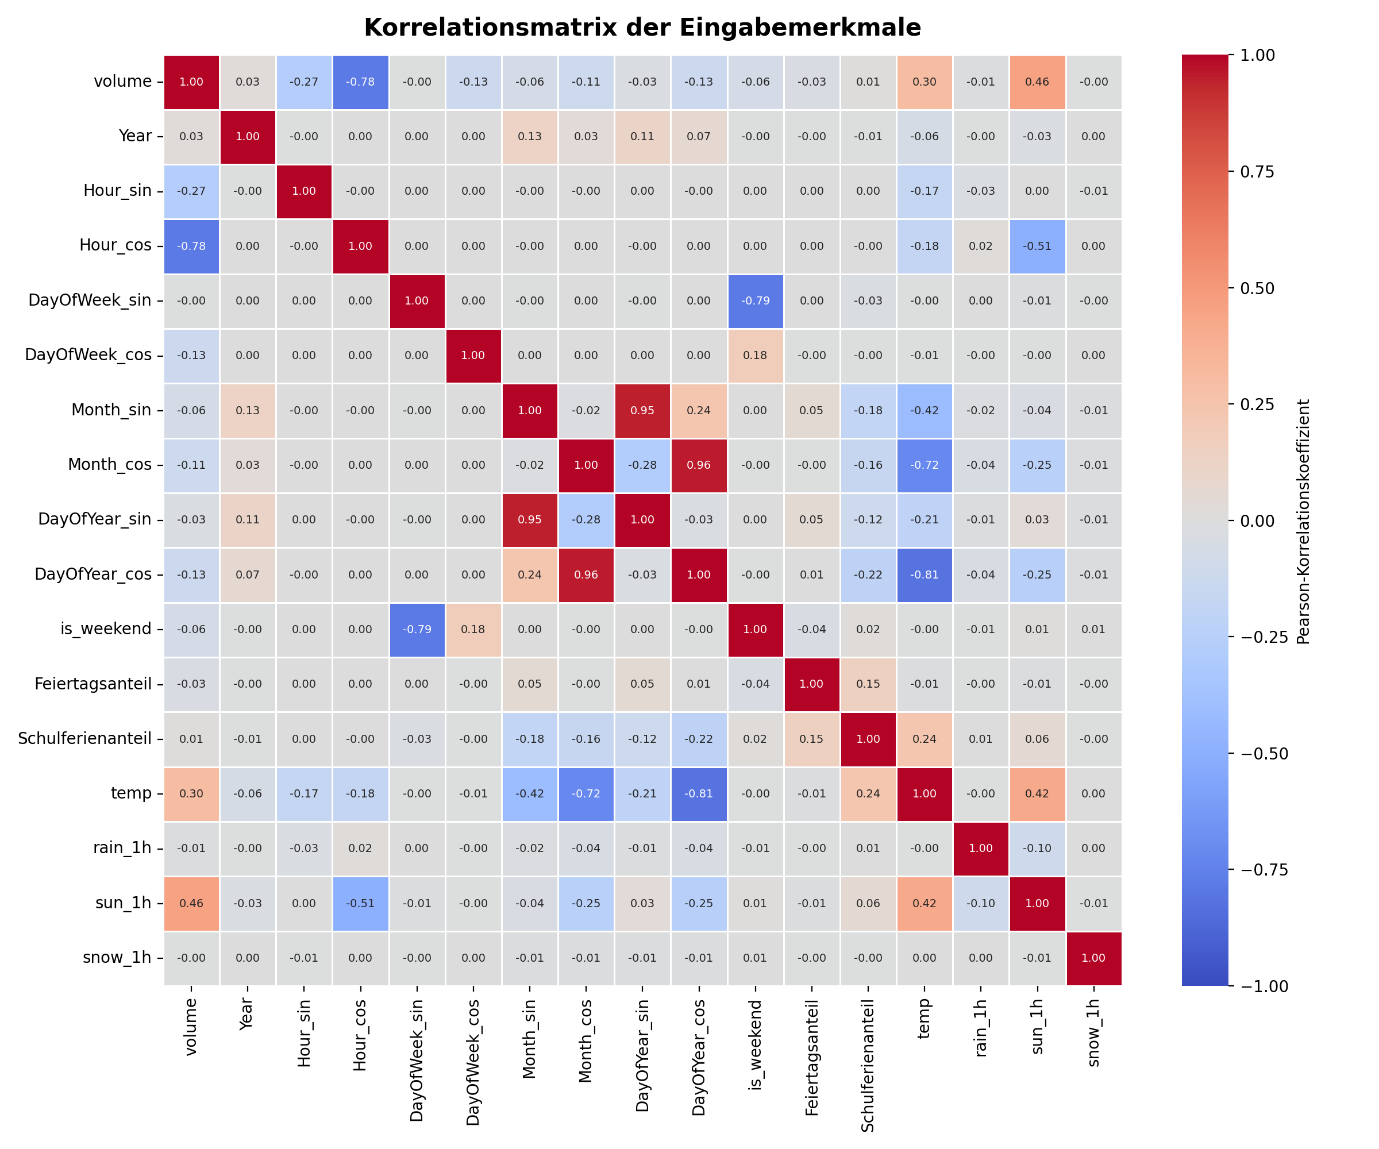 Korrelationsmatrix der Eingabemerkmale
volume 1.00 0.03 -0.27 -0.78 -0.00 -0.13 -0.06 -0.11 -0.03 -0.13 -0.06 -0.03 0.01 0.30 -0.01 0.46 -0.00
Year 0.03 1.00 -0.00 0.00 0.00 0.00 0.13 0.03 0.11 0.07 -0.00 -0.00 -0.01 -0.06 -0.00 -0.03 0.00
Hour_sin -0.27 -0.00 1.00 -0.00 0.00 0.00 -0.00 -0.00 0.00 -0.00 0.00 0.00 0.00 -0.17 -0.03 0.00 -0.01
Hour_cos -0.78 0.00 -0.00 1.00 0.00 0.00 -0.00 0.00 -0.00 0.00 0.00 0.00 -0.00 -0.18 0.02 -0.51 0.00
DayOfWeek_sin -0.00 0.00 0.00 0.00 1.00 0.00 -0.00 0.00 -0.00 0.00 -0.79 0.00 -0.03 -0.00 0.00 -0.01 -0.00
DayOfWeek_cos -0.13 0.00 0.00 0.00 0.00 1.00 0.00 0.00 0.00 0.00 0.18 -0.00 -0.00 -0.01 -0.00 -0.00 0.00
Month_sin -0.06 0.13 -0.00 -0.00 -0.00 0.00 1.00 -0.02 0.95 0.24 0.00 0.05 -0.18 -0.42 -0.02 -0.04 -0.01
Month_cos -0.11 0.03 -0.00 0.00 0.00 0.00 -0.02 1.00 -0.28 0.96 -0.00 -0.00 -0.16 -0.72 -0.04 -0.25 -0.01
DayOfYear_sin -0.03 0.11 0.00 -0.00 -0.00 0.00 0.95 -0.28 1.00 -0.03 0.00 0.05 -0.12 -0.21 -0.01 0.03 -0.01
DayOfYear_cos -0.13 0.07 -0.00 0.00 0.00 0.00 0.24 0.96 -0.03 1.00 -0.00 0.01 -0.22 -0.81 -0.04 -0.25 -0.01
is_weekend -0.06 -0.00 0.00 0.00 -0.79 0.18 0.00 -0.00 0.00 -0.00 1.00 -0.04 0.02 -0.00 -0.01 0.01 0.01
Feiertagsanteil -0.03 -0.00 0.00 0.00 0.00 -0.00 0.05 -0.00 0.05 0.01 -0.04 1.00 0.15 -0.01 -0.00 -0.01 -0.00
Schulferienanteil 0.01 -0.01 0.00 -0.00 -0.03 -0.00 -0.18 -0.16 -0.12 -0.22 0.02 0.15 1.00 0.24 0.01 0.06 -0.00
temp 0.30 -0.06 -0.17 -0.18 -0.00 -0.01 -0.42 -0.72 -0.21 -0.81 -0.00 -0.01 0.24 1.00 -0.00 0.42 0.00
rain_1h -0.01 -0.00 -0.03 0.02 0.00 -0.00 -0.02 -0.04 -0.01 -0.04 -0.01 -0.00 0.01 -0.00 1.00 -0.10 0.00
sun_1h 0.46 -0.03 0.00 -0.51 -0.01 -0.00 -0.04 -0.25 0.03 -0.25 0.01 -0.01 0.06 0.42 -0.10 1.00 -0.01
snow_1h -0.00 0.00 -0.01 0.00 -0.00 0.00 -0.01 -0.01 -0.01 -0.01 0.01 -0.00 -0.00 0.00 0.00 -0.01 1.00
volume
Year
Hour_sin
Hour_cos
DayOfWeek_sin
DayOfWeek_cos
Month_sin
Month_cos
DayOfYear_sin
DayOfYear_cos
is_weekend
Feiertagsanteil
Schulferienanteil
temp
rain_1h
sun_1h
snow_1h
1.00
0.75
0.50
0.25
0.00
−0.25
−0.50
−0.75
−1.00
Pearson-Korrelationskoeffizient